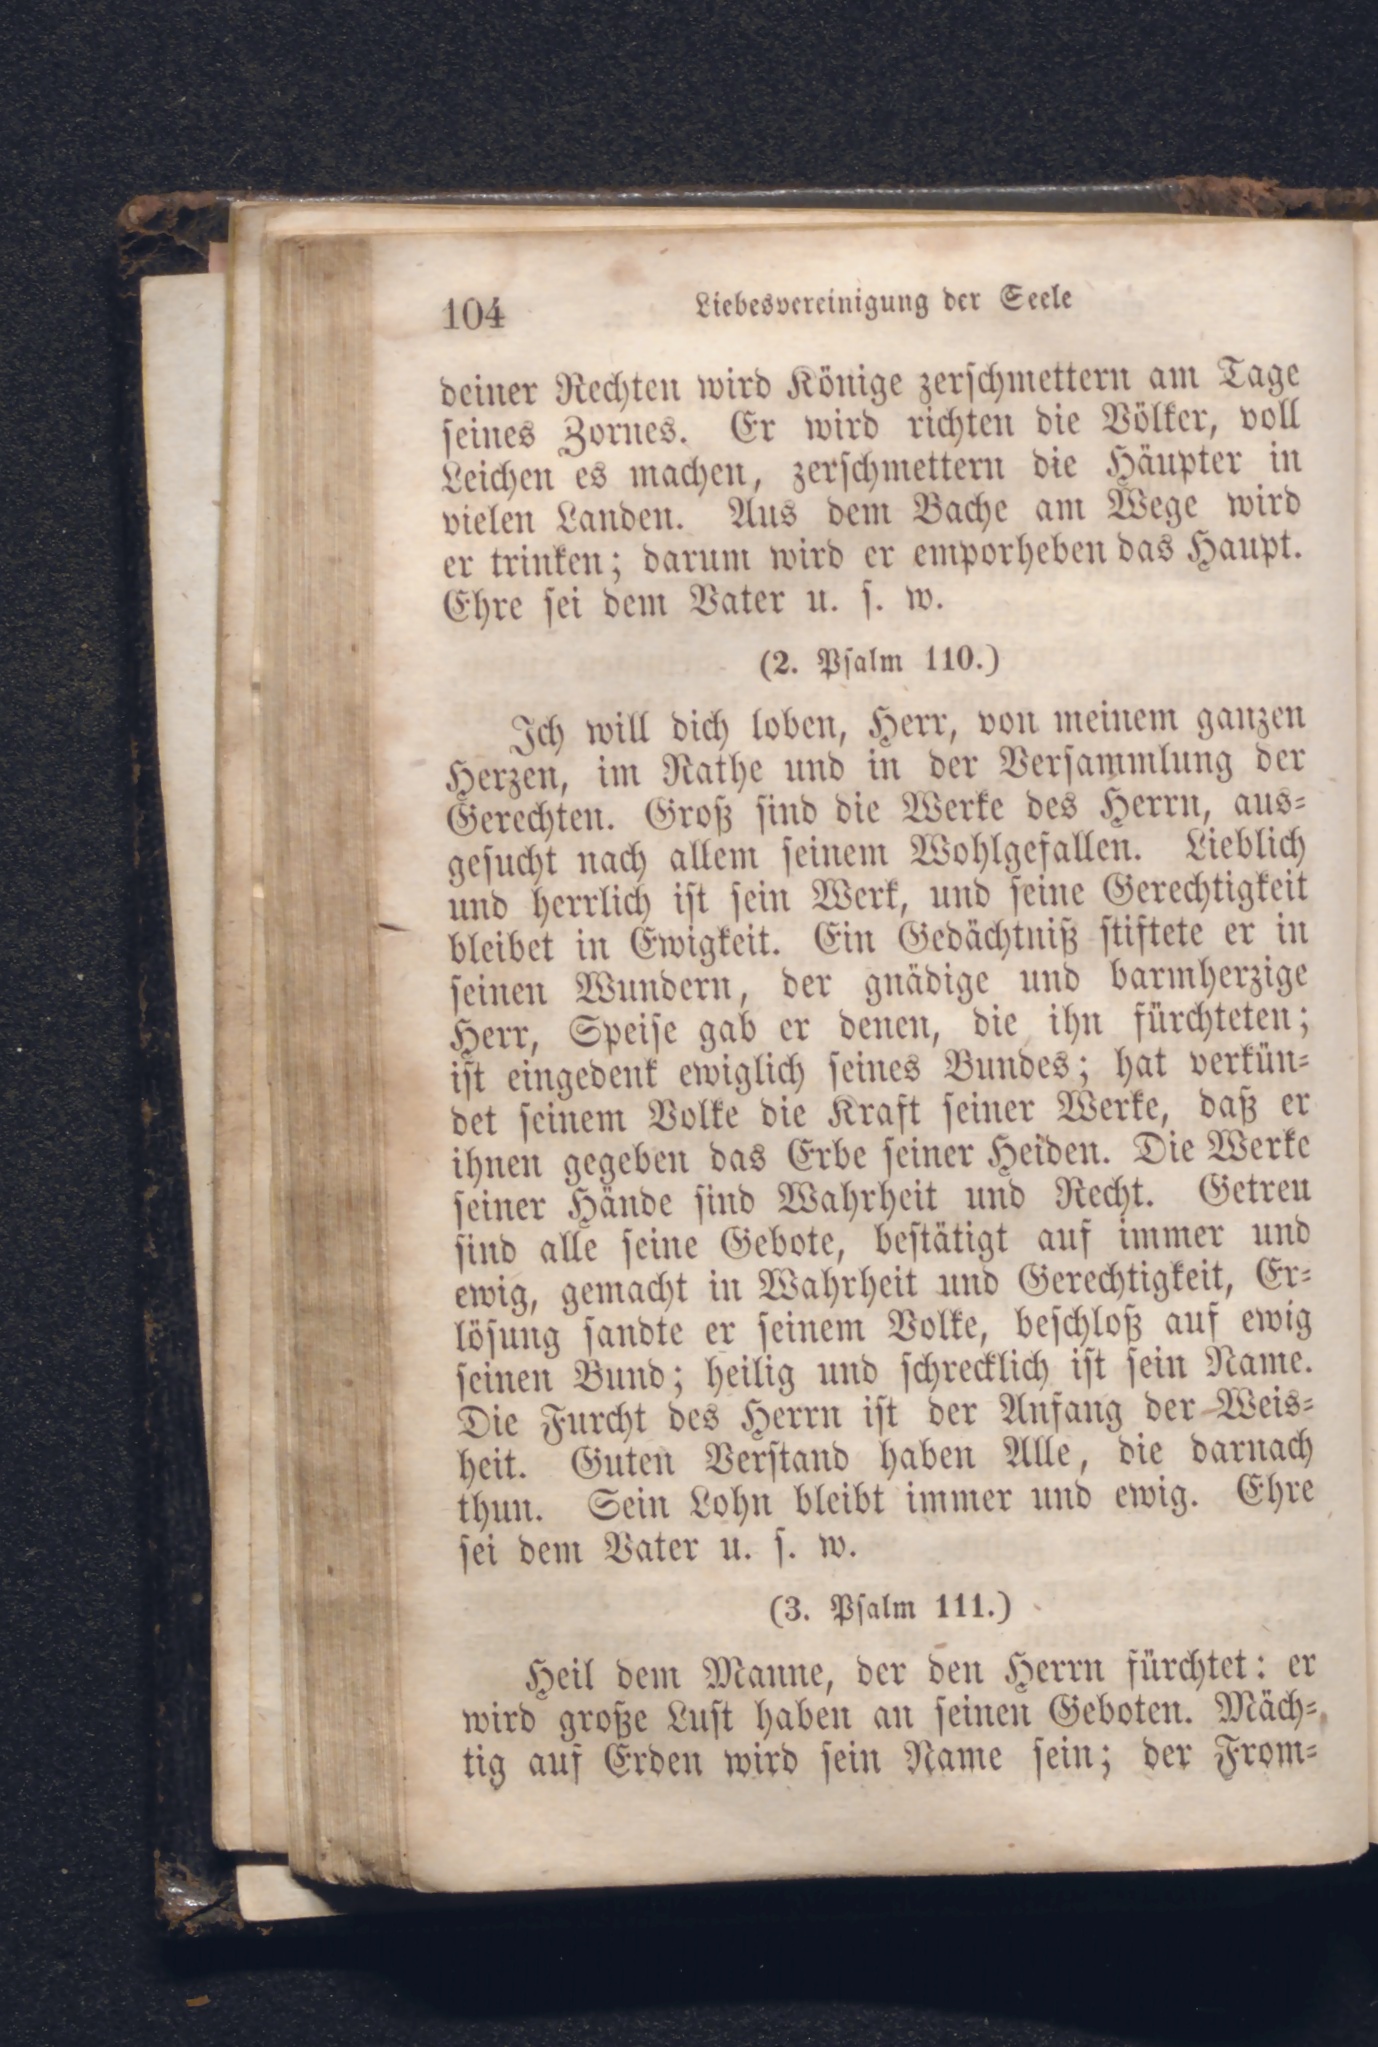 104 Liebesvereinigung der Seele
deiner Rechten wird Könige zerschmettern am Tage
seines Zornes. Er wird richten die Völker, voll
Leichen es machen, zerschmettern die Häupter in
vielen Landen. Aus dem Bache am Wege wird
er trinken; darum wird er emporheben das Haupt.
Ehre sei dem Vater u. s. w.
(2. Psalm 110.)
Ich will dich loben, Herr, von meinem ganzen
Herzen, im Rathe und in der Versammlung der
Gerechten. Groß sind die Werke des Herrn, aus=
gesucht nach allem seinem Wohlgefallen. Lieblich
und herrlich ist sein Werk, und seine Gerechtigkeit
bleibet in Ewigkeit. Ein Gedächtniß stiftete er in
seinen Wundern, der gnädige und barmherzige
Herr, Speise gab er denen, die ihn fürchteten;
ist eingedenk ewiglich seines Bundes; hat verkün=
det seinem Volke die Kraft seiner Werke, daß er
ihnen gegeben das Erbe seiner Heiden. Die Werke
seiner Hände sind Wahrheit und Recht. Getreu
sind alle seine Gebote, bestätigt auf immer und
ewig, gemacht in Wahrheit und Gerechtigkeit, Er=
lösung sandte er seinem Volke, beschloß auf ewig
seinen Bund; heilig und schrecklich ist sein Name.
Die Furcht des Herrn ist der Anfang der Weis=
heit. Guten Verstand haben Alle, die darnach
thun. Sein Lohn bleibt immer und ewig. Ehre
sei dem Vater u. s. w.
(3. Psalm 111.)
Heil dem Manne, der den Herrn fürchtet: er
wird große Lust haben an seinen Geboten. Mäch=
tig auf Erden wird sein Name sein; der From=